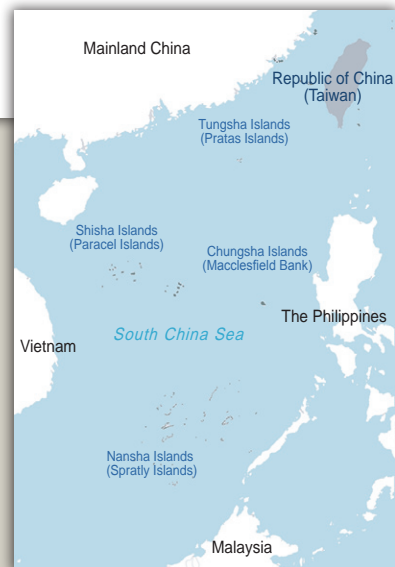 Mainland China
Republic of China
(Taiwan)
Tungsha Islands
(Pratas Islands)
Shisha Islands
(Paracel Islands)
Chungsha Islands
(Macclesfield Bank)
The Philippines
South China Sea
Vietnam
Nansha Islands
(Spratly Islands)
Malaysia